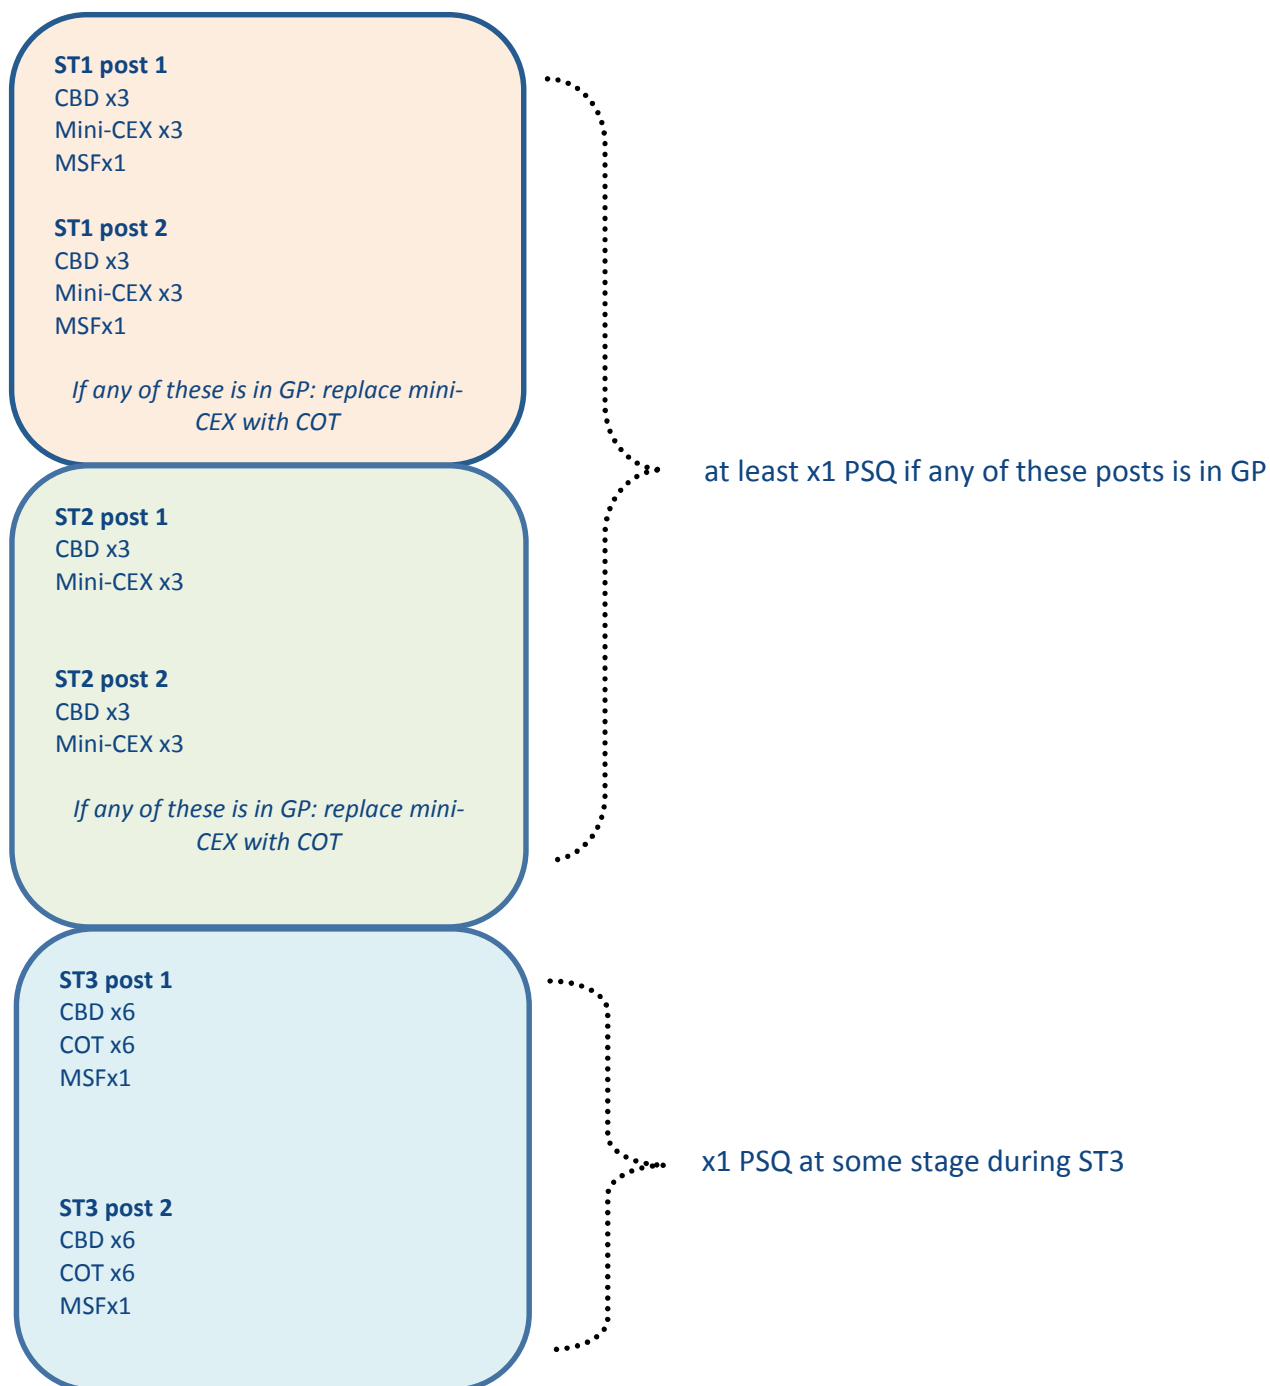 ST1 post 1
CBD x3
Mini-CEX x3
MSFx1
ST1 post 2
CBD x3
Mini-CEX x3
MSFx1
If any of these is in GP: replace mini-
CEX with COT
at least x1 PSQ if any of these posts is in GP
ST2 post 1
CBD x3
Mini-CEX x3
ST2 post 2
CBD x3
Mini-CEX x3
If any of these is in GP: replace mini-
CEX with COT
ST3 post 1
CBD x6
COT x6
MSFx1
x1 PSQ at some stage during ST3
ST3 post 2
CBD x6
COT x6
MSFx1